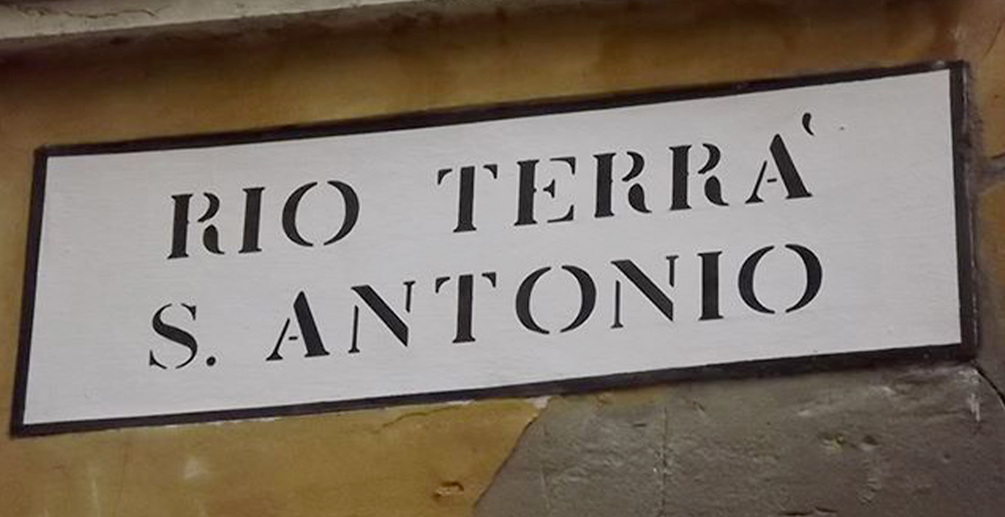 RIO TERRA'
S. ANTONIO